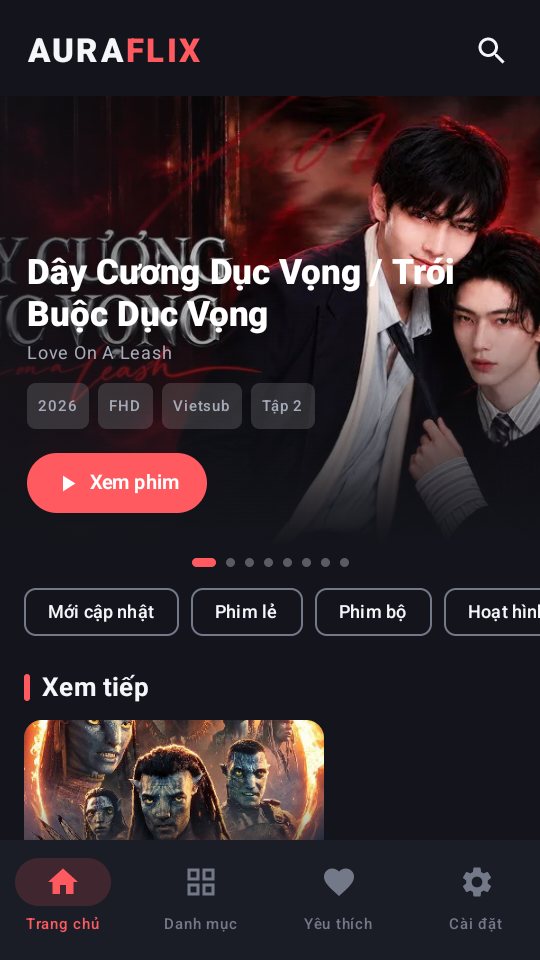 AURAFLIX
Dây Cương Dục Vọng / Trói
Buộc Dục Vọng
Love On A Leash
2026 FHD Vietsub Tập 2
Xem phim
Mới cập nhật Phim lẻ Phim bộ Hoạt hình
Xem tiếp
Trang chủ Danh mục Yêu thích Cài đặt